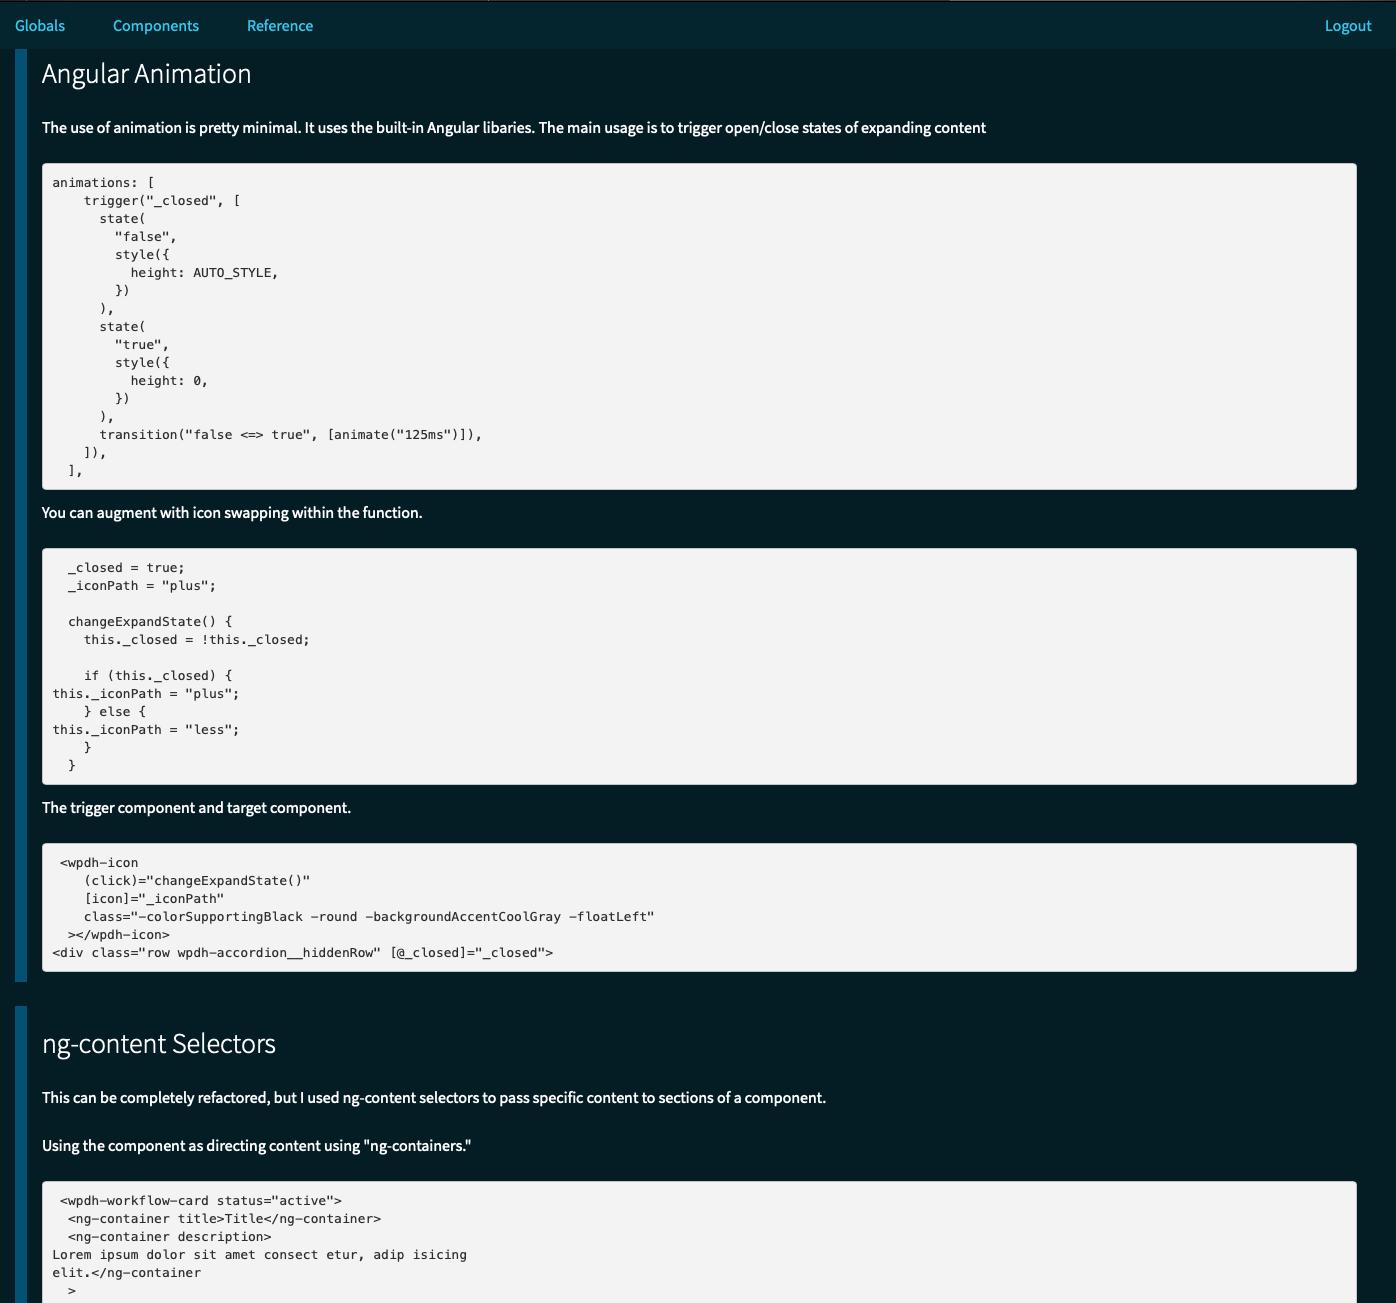 Globals Components Reference Logout
Angular Animation
The use of animation is pretty minimal. It uses the built-in Angular libaries. The main usage is to trigger open/close states of expanding content
animations: [
    trigger("_closed", [
      state(
        "false",
        style({
          height: AUTO_STYLE,
        })
      ),
      state(
        "true",
        style({
          height: 0,
        })
      ),
      transition("false <=> true", [animate("125ms")]),
    ]),
  ],
You can augment with icon swapping within the function.
  _closed = true;
  _iconPath = "plus";
  changeExpandState() {
    this._closed = !this._closed;
    if (this._closed) {
this._iconPath = "plus";
    } else {
this._iconPath = "less";
    }
  }
The trigger component and target component.
 <wpdh-icon
    (click)="changeExpandState()"
    [icon]="_iconPath"
    class="-colorSupportingBlack -round -backgroundAccentCoolGray -floatLeft"
  ></wpdh-icon>
<div class="row wpdh-accordion__hiddenRow" [@_closed]="_closed">
ng-content Selectors
This can be completely refactored, but I used ng-content selectors to pass specific content to sections of a component.
Using the component as directing content using "ng-containers."
 <wpdh-workflow-card status="active">
  <ng-container title>Title</ng-container>
  <ng-container description>
Lorem ipsum dolor sit amet consect etur, adip isicing
elit.</ng-container
  >